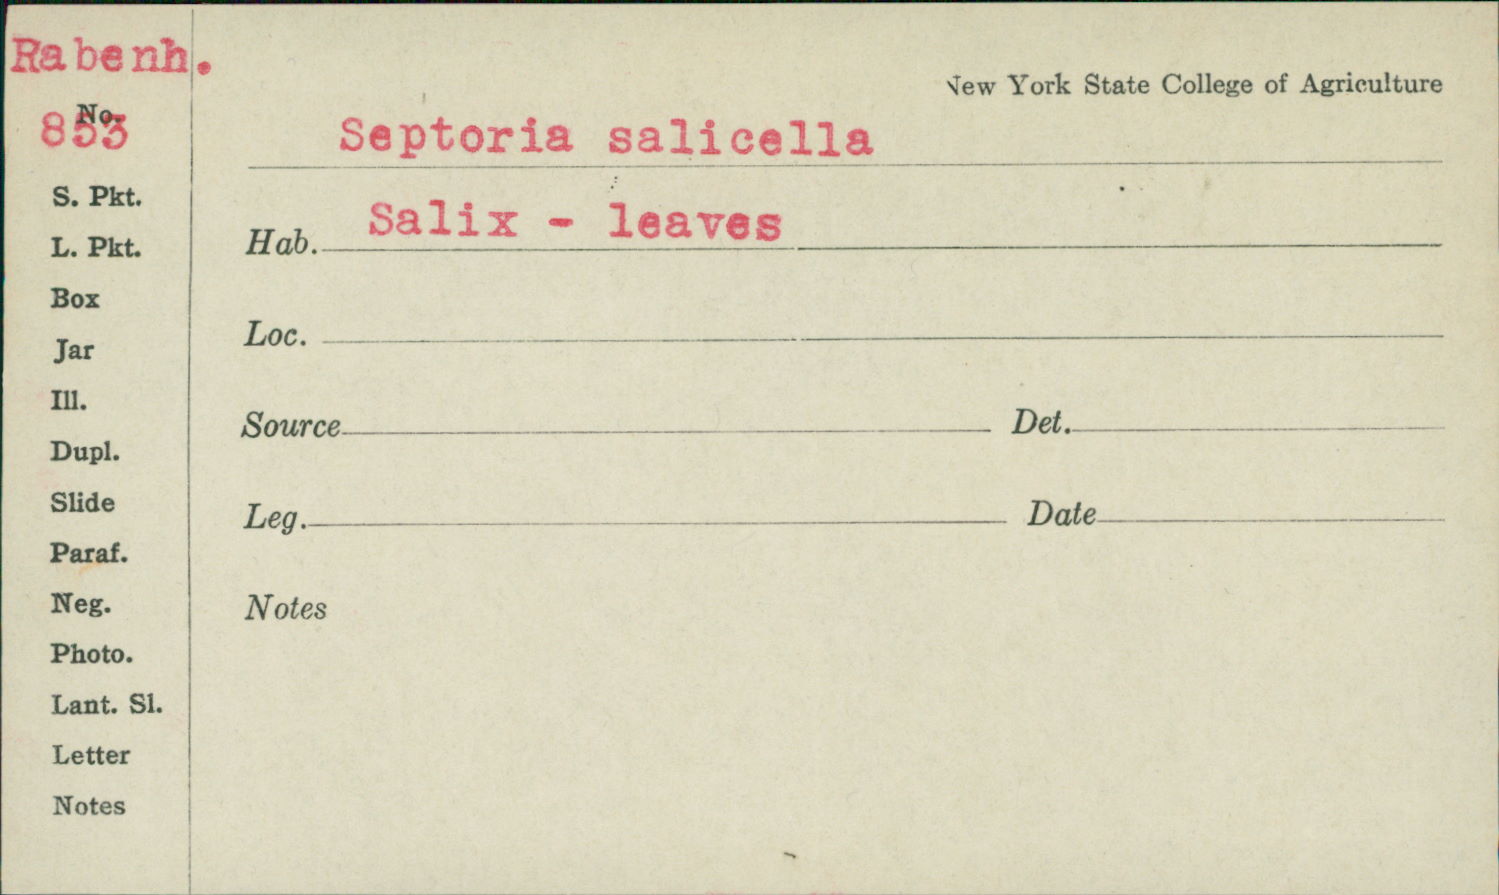 Rabenh.
New York State College of Agriculture
No.
853
Septoria salicella
S. Pkt.
Hab. Salix - leaves
L. Pkt.
Box
Loc.
Jar
Ill.
Source Det.
Dupl.
Slide
Leg. Date
Paraf.
Neg.
Notes
Photo.
Lant. Sl.
Letter
Notes